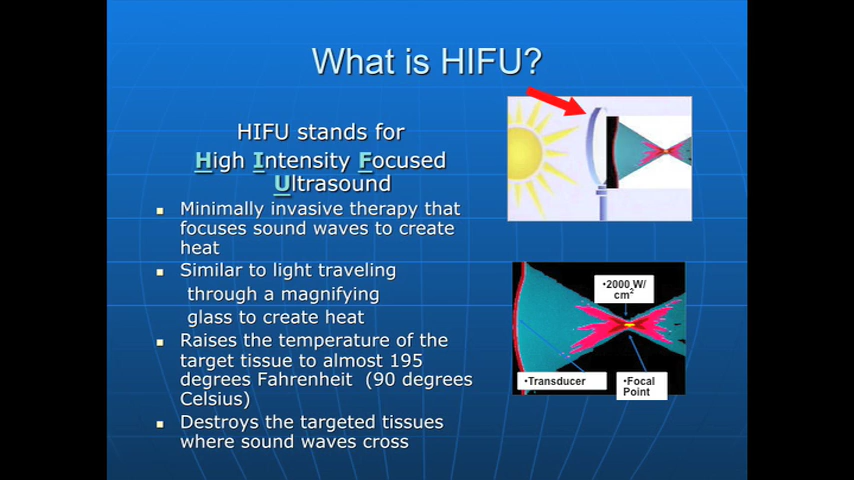 What is HIFU?
HIFU stands for
High Intensity Focused
Ultrasound
▪ Minimally invasive therapy that
focuses sound waves to create
heat
▪ Similar to light traveling
through a magnifying
glass to create heat
▪ Raises the temperature of the
target tissue to almost 195
degrees Fahrenheit (90 degrees
Celsius)
▪ Destroys the targeted tissues
where sound waves cross
•2000 W/
cm²
•Transducer
•Focal
Point